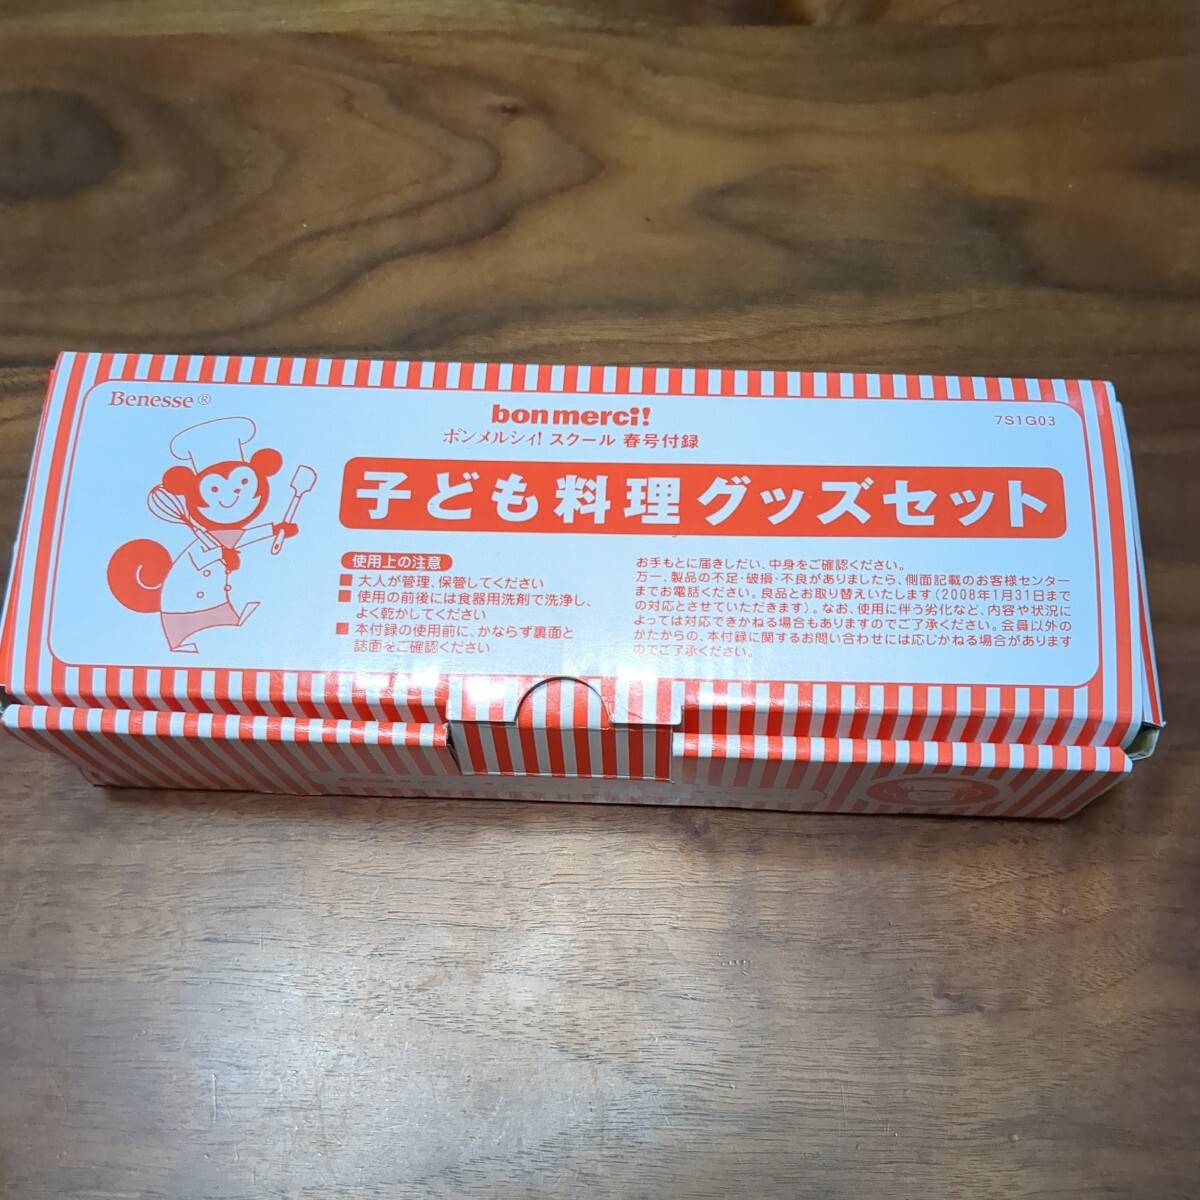 Benesse®
bon merci!
7S1G03
ボンメルシィ! スクール 春号付録
子ども料理グッズセット
使用上の注意
■ 大人が管理、保管してください
■ 使用の前後には食器用洗剤で洗浄し、
よく乾かしてください
■ 本付録の使用前に、かならず裏面と
誌面をご確認ください
お手もとに届きしだい、中身をご確認ください。
万一、製品の不足・破損・不良がありましたら、側面記載のお客様センター
までお電話ください。良品とお取り替えいたします(2008年1月31日まで
の対応とさせていただきます)。なお、使用に伴う劣化など、内容や状況に
よっては対応できかねる場合もありますのでご了承ください。会員以外の
かたからの、本付録に関するお問い合わせには応じかねる場合があります
のでご了承ください。